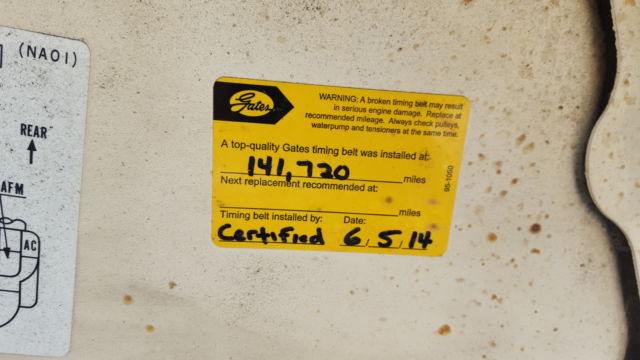 (NA01)
REAR
AFM
AC
Gates
WARNING: A broken timing belt may result
in serious engine damage. Replace at
recommended mileage. Always check pulleys,
waterpump and tensioners at the same time.
A top-quality Gates timing belt was installed at:
141,720 miles
Next replacement recommended at:
miles
Timing belt installed by: Date:
Certified 6/5/14
95-1050